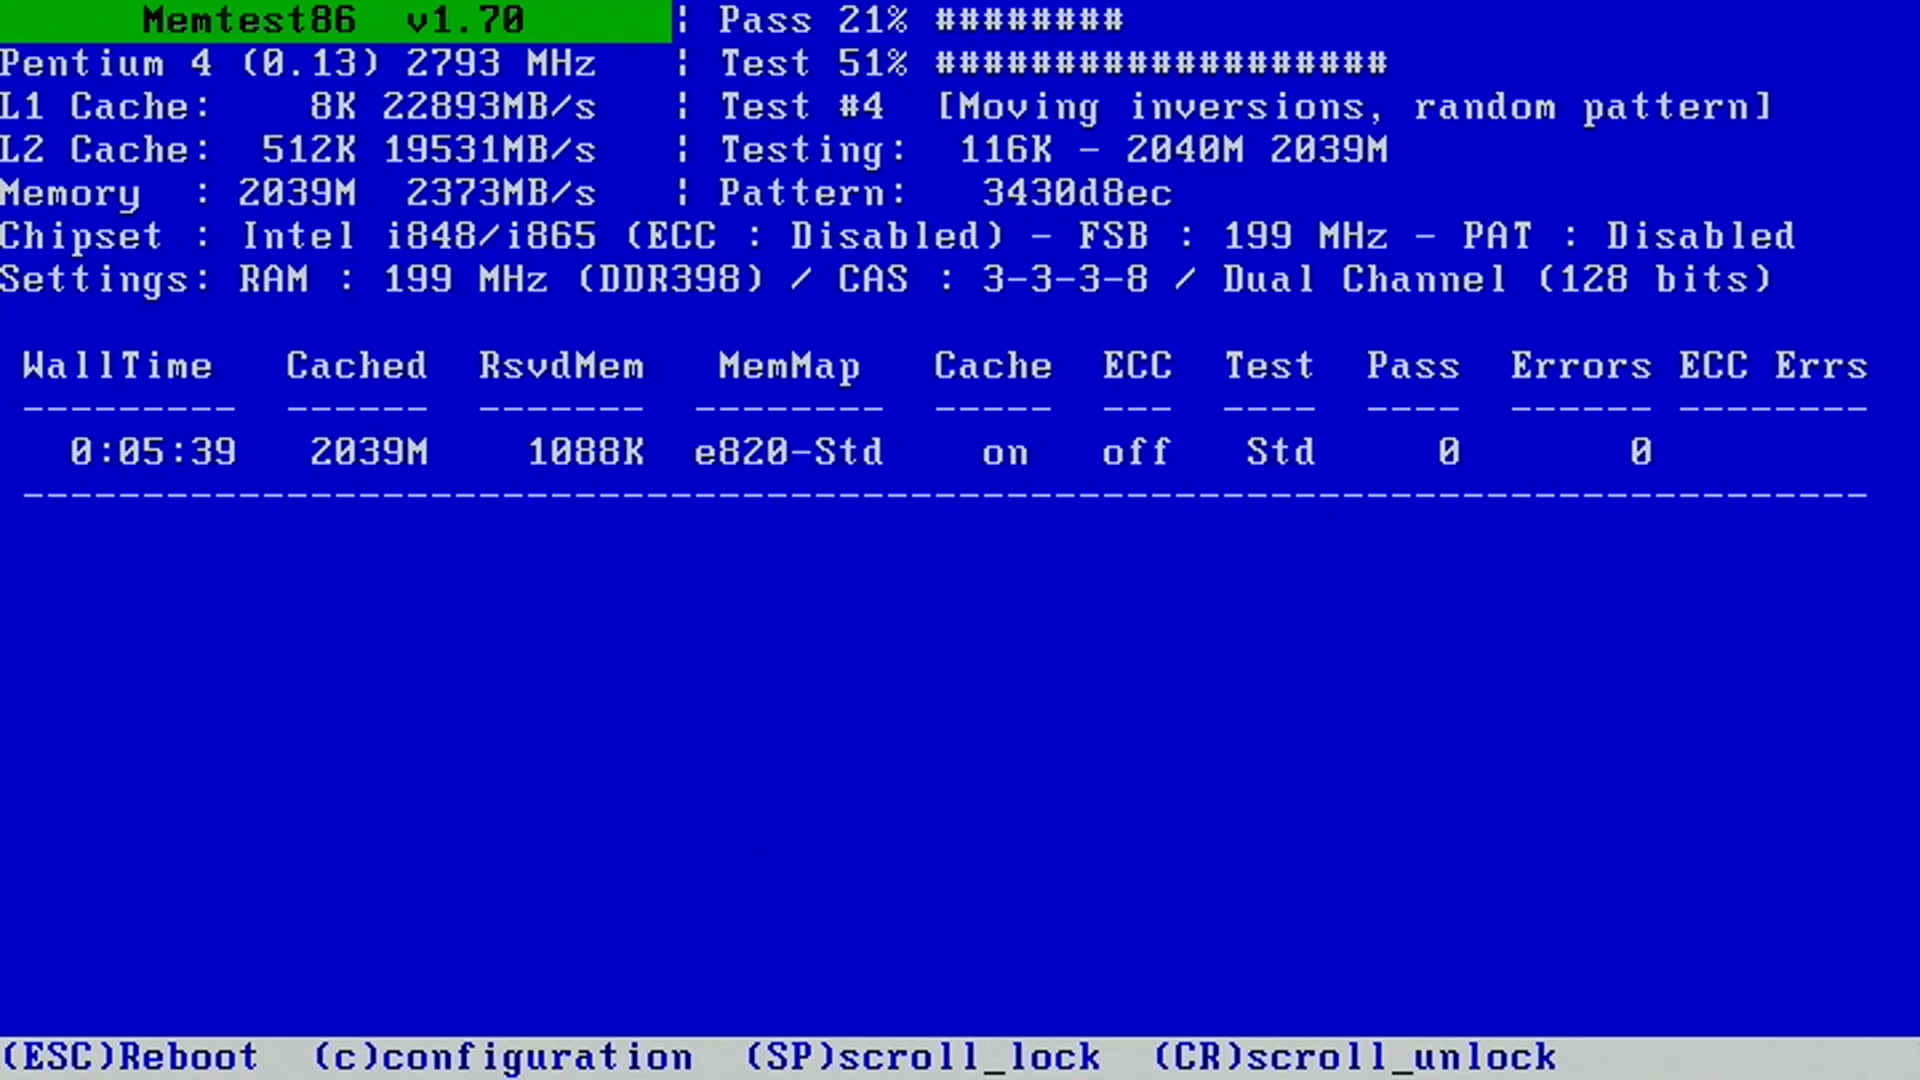 Memtest86 v1.70 | Pass 21% ########
Pentium 4 (0.13) 2793 MHz | Test 51% ###################
L1 Cache: 8K 22893MB/s | Test #4 [Moving inversions, random pattern]
L2 Cache: 512K 19531MB/s | Testing: 116K - 2040M 2039M
Memory : 2039M 2373MB/s | Pattern: 3430d8ec
Chipset : Intel i848/i865 (ECC : Disabled) - FSB : 199 MHz - PAT : Disabled
Settings: RAM : 199 MHz (DDR398) / CAS : 3-3-3-8 / Dual Channel (128 bits)
WallTime Cached RsvdMem MemMap Cache ECC Test Pass Errors ECC Errs
--------- ------ ------- -------- ----- --- ---- ---- ------ --------
0:05:39 2039M 1088K e820-Std on off Std 0 0
------------------------------------------------------------------------------
(ESC)Reboot (c)configuration (SP)scroll_lock (CR)scroll_unlock